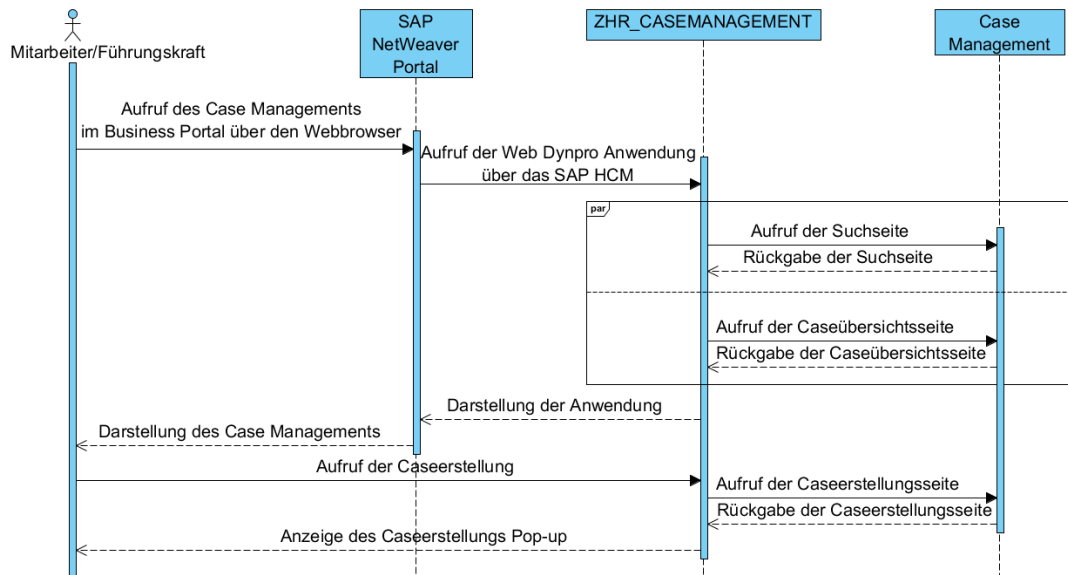 Mitarbeiter/Führungskraft
SAP
NetWeaver
Portal
ZHR_CASEMANAGEMENT
Case
Management
Aufruf des Case Managements
im Business Portal über den Webbrowser
Aufruf der Web Dynpro Anwendung
über das SAP HCM
par
Aufruf der Suchseite
Rückgabe der Suchseite
Aufruf der Caseübersichtsseite
Rückgabe der Caseübersichtsseite
Darstellung der Anwendung
Darstellung des Case Managements
Aufruf der Caseerstellung
Aufruf der Caseerstellungsseite
Rückgabe der Caseerstellungsseite
Anzeige des Caseerstellungs Pop-up